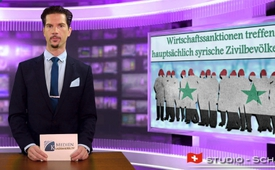 Wirtschaftssanktionen treffen
hauptsächlich syrische Zivilbevölke
STUDIO - SCH